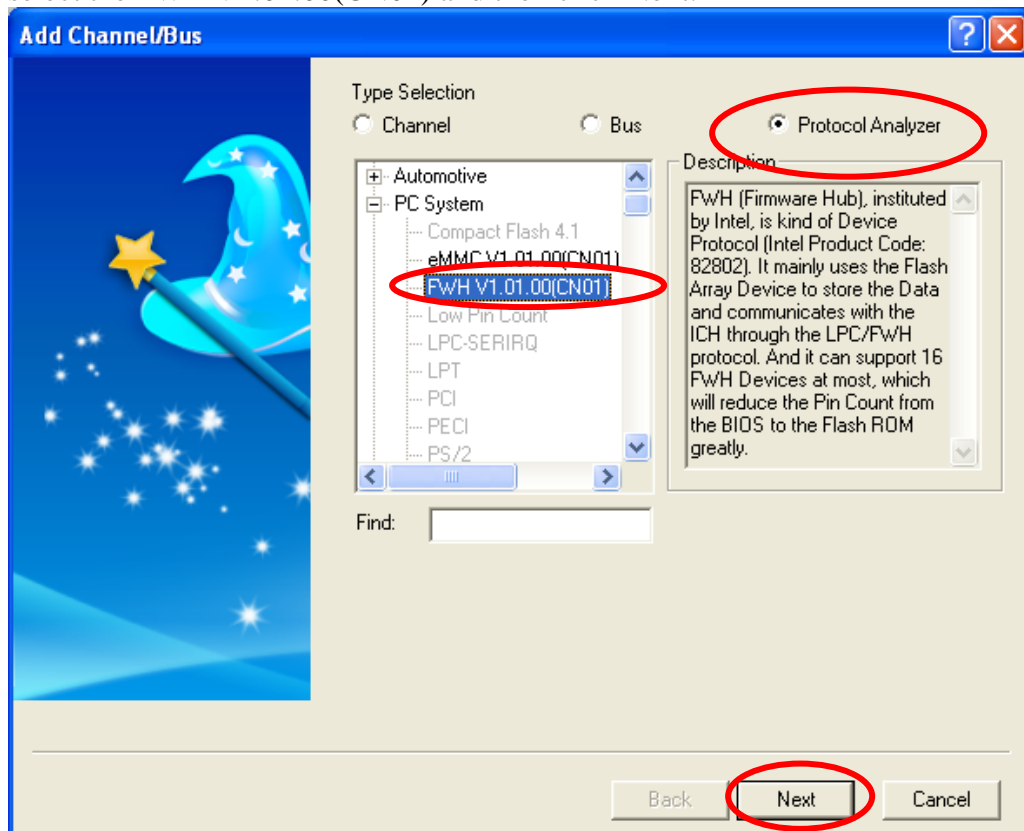 Add Channel/Bus
Type Selection
Channel
Bus
Protocol Analyzer
Automotive
PC System
Compact Flash 4.1
eMMC V1.01.00(CN01)
FWH V1.01.00(CN01)
Low Pin Count
LPC-SERIRQ
LPT
PCI
PECI
PS/2
Description
FWH (Firmware Hub), instituted
by Intel, is kind of Device
Protocol (Intel Product Code:
82802). It mainly uses the Flash
Array Device to store the Data
and communicates with the
ICH through the LPC/FWH
protocol. And it can support 16
FWH Devices at most, which
will reduce the Pin Count from
the BIOS to the Flash ROM
greatly.
Find:
Back
Next
Cancel